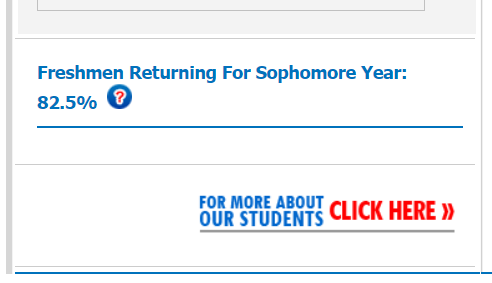 Freshmen Returning For Sophomore Year:
82.5% ?
FOR MORE ABOUT
OUR STUDENTS CLICK HERE »